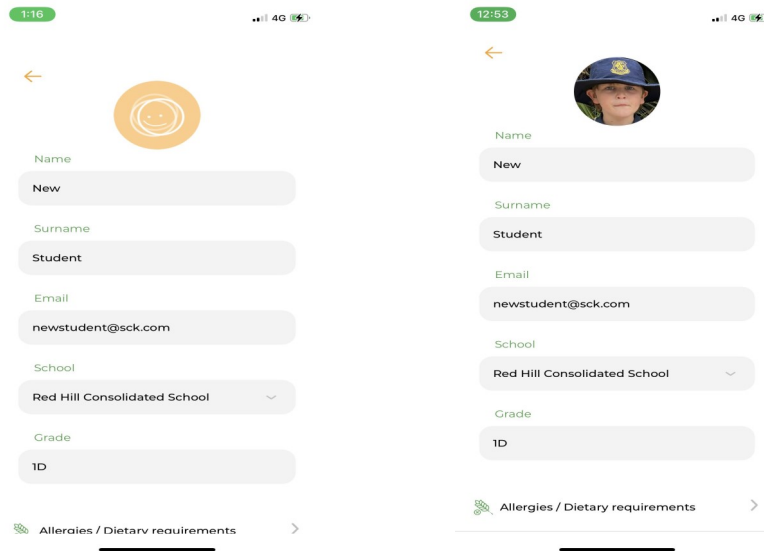 1:16
4G
Name
New
Surname
Student
Email
newstudent@sck.com
School
Red Hill Consolidated School
Grade
1D
Allergies / Dietary requirements
12:53
4G
Name
New
Surname
Student
Email
newstudent@sck.com
School
Red Hill Consolidated School
Grade
1D
Allergies / Dietary requirements